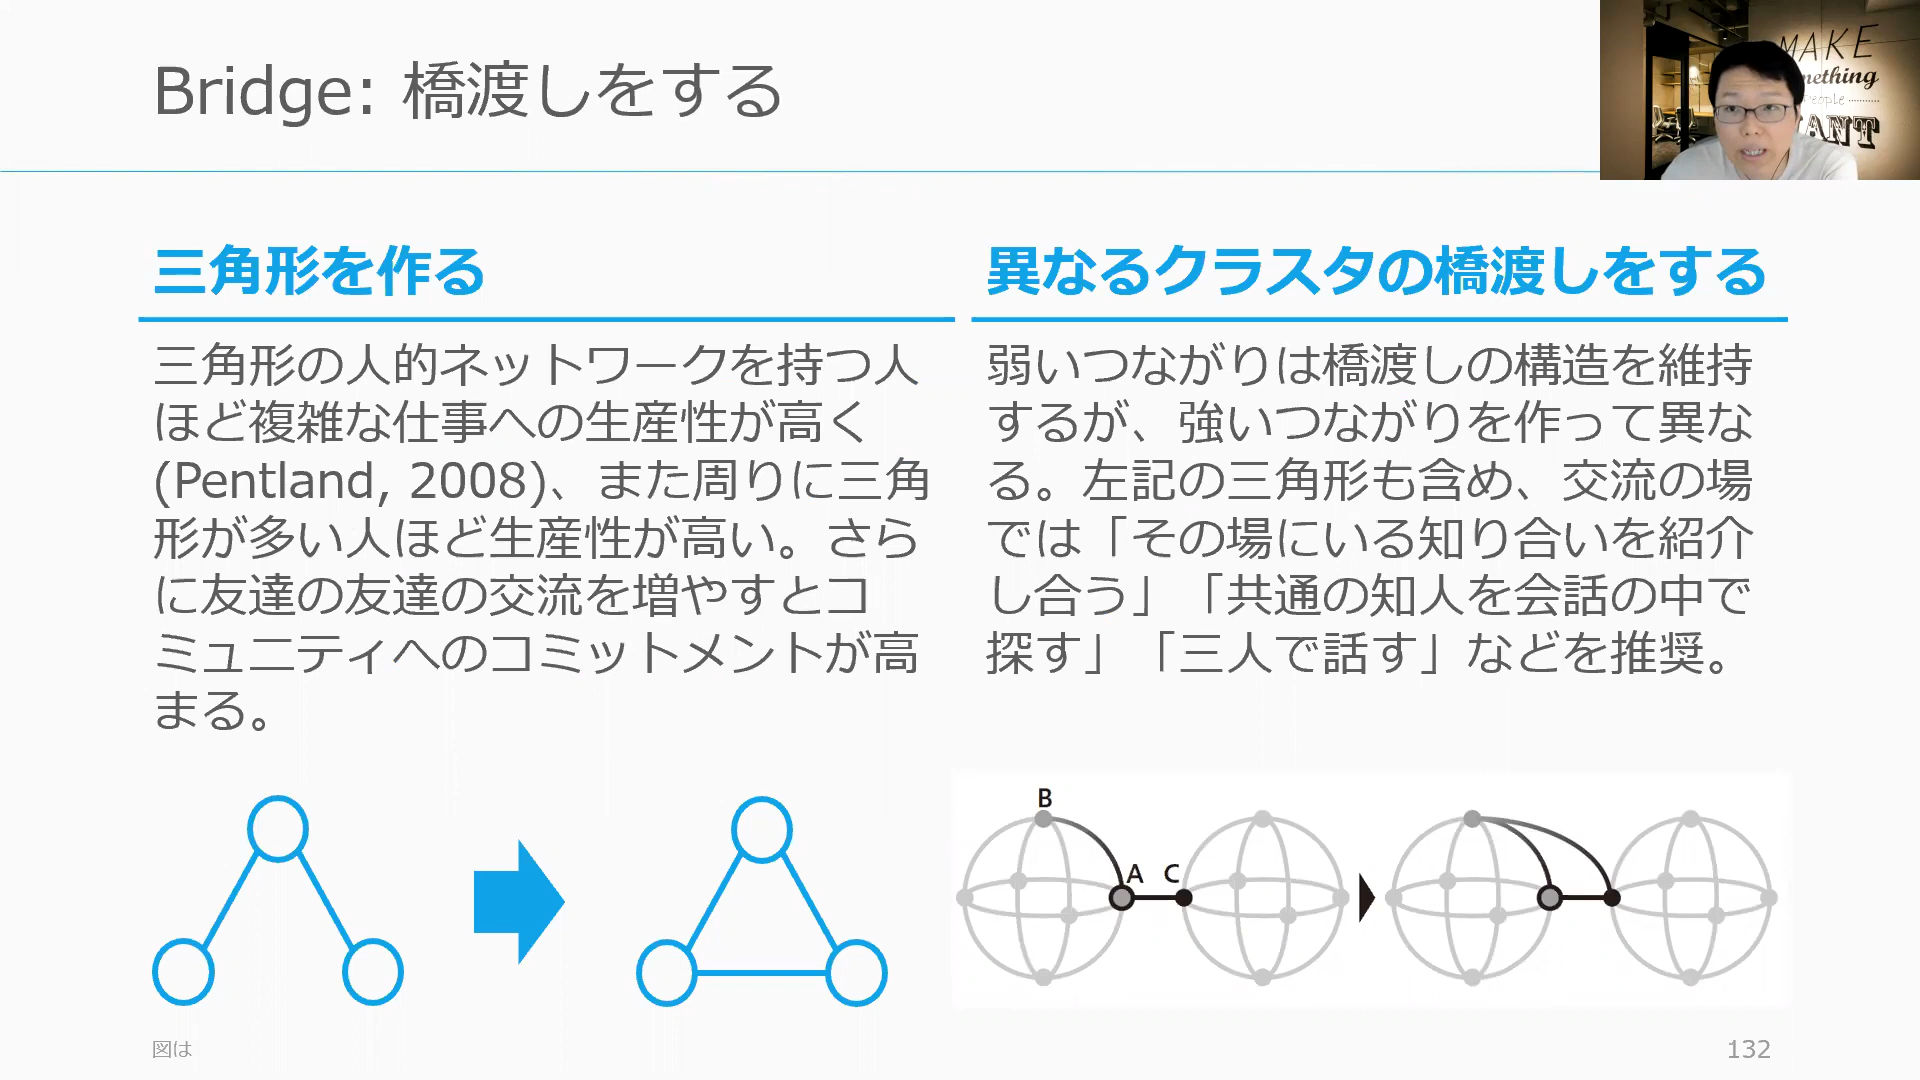 Bridge: 橋渡しをする
MAKE
mething
People
ANT
三角形を作る
三角形の人的ネットワークを持つ人
ほど複雑な仕事への生産性が高く
(Pentland, 2008)、また周りに三角
形が多い人ほど生産性が高い。さら
に友達の友達の交流を増やすとコ
ミュニティへのコミットメントが高
まる。
異なるクラスタの橋渡しをする
弱いつながりは橋渡しの構造を維持
するが、強いつながりを作って異な
る。左記の三角形も含め、交流の場
では「その場にいる知り合いを紹介
し合う」「共通の知人を会話の中で
探す」「三人で話す」などを推奨。
B
A C
図は
132